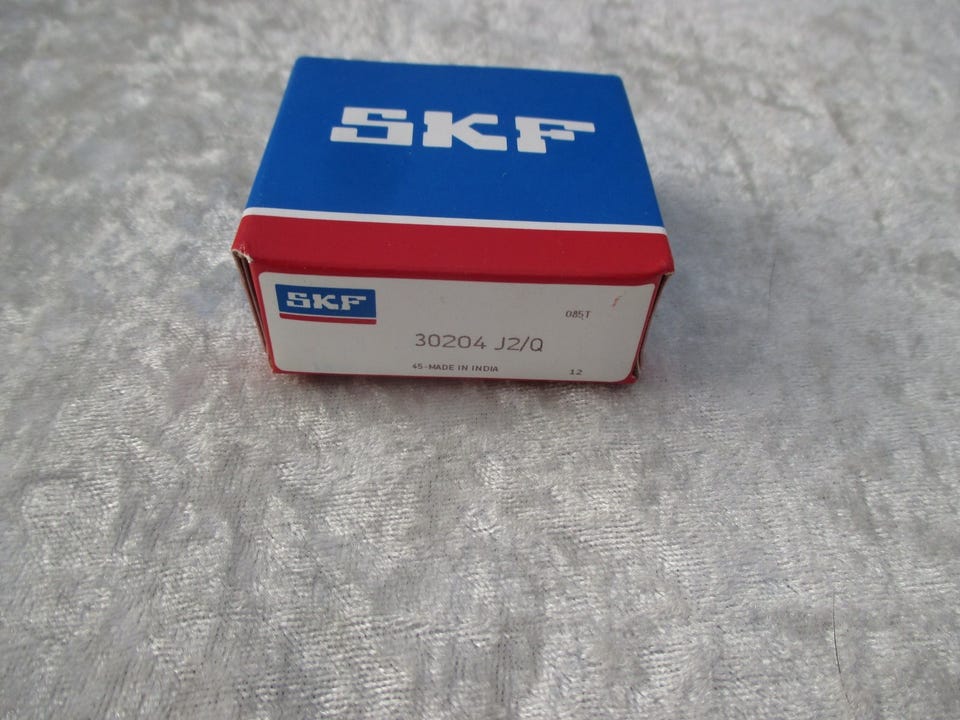 SKF
SKF
085T
30204 J2/Q
45-MADE IN INDIA
12